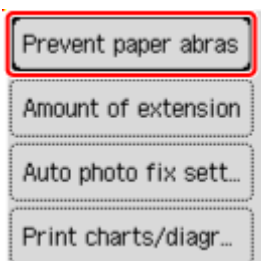 Prevent paper abras
Amount of extension
Auto photo fix sett…
Print charts/diagr…